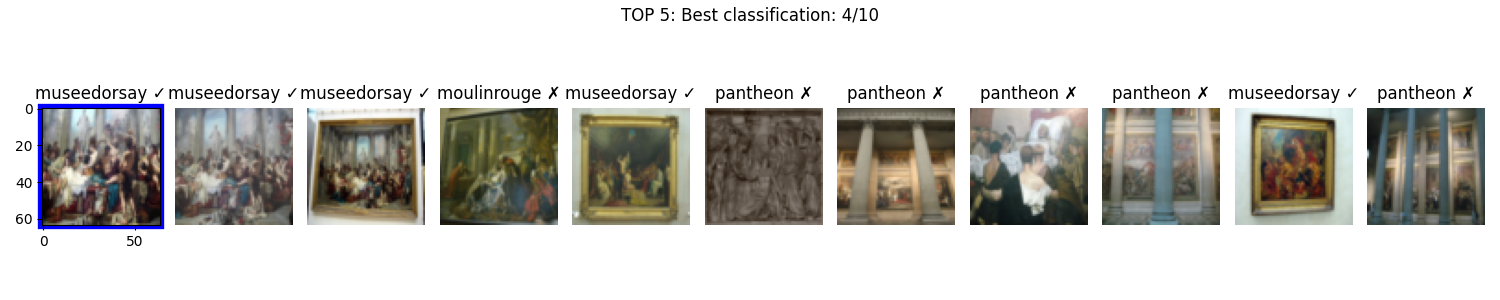 TOP 5: Best classification: 4/10
museedorsay ✓ museedorsay ✓ museedorsay ✓ moulinrouge ✗ museedorsay ✓ pantheon ✗ pantheon ✗ pantheon ✗ pantheon ✗ museedorsay ✓ pantheon ✗
0
20
40
60
0 50